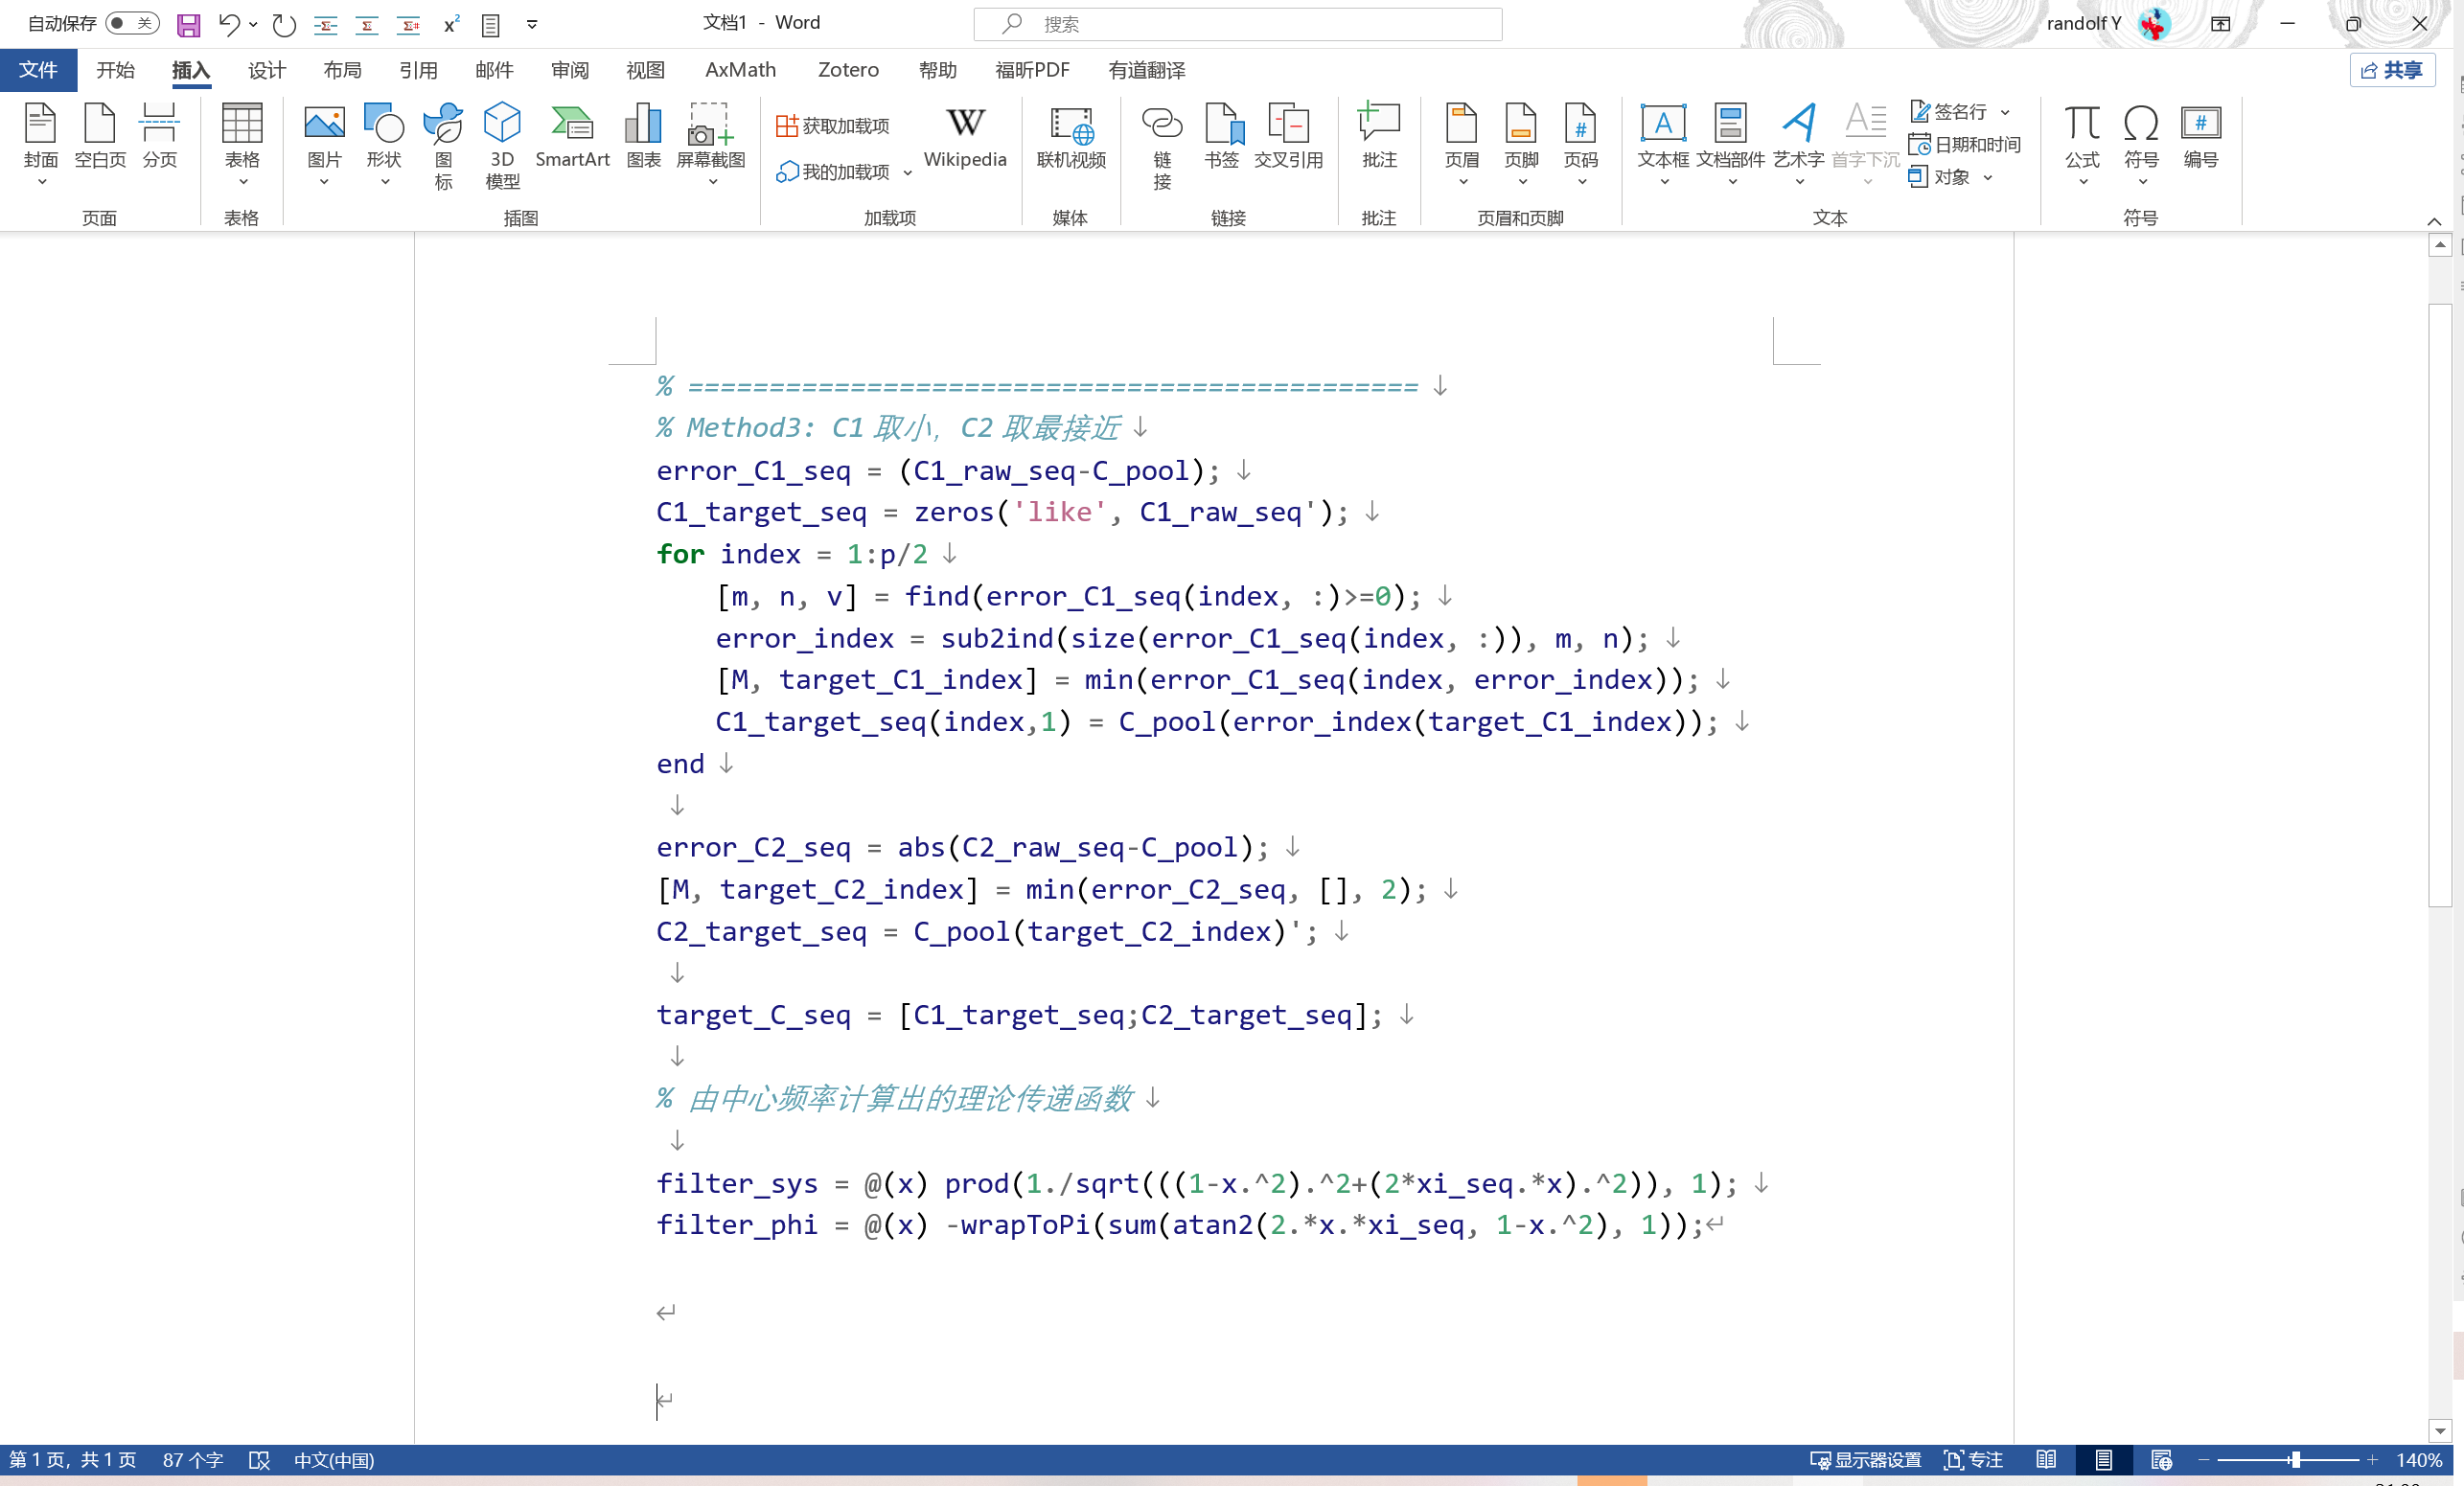 自动保存 关 文档1 - Word 搜索 randolf Y
文件 开始 插入 设计 布局 引用 邮件 审阅 视图 AxMath Zotero 帮助 福昕PDF 有道翻译 共享
封面 空白页 分页 表格 图片 形状 图标 3D模型 SmartArt 图表 屏幕截图 获取加载项 我的加载项 Wikipedia 联机视频 链接 书签 交叉引用 批注 页眉 页脚 页码 文本框 文档部件 艺术字 首字下沉 签名行 日期和时间 对象 公式 符号 编号
页面 表格 插图 加载项 媒体 链接 批注 页眉和页脚 文本 符号
% ==============================================
% Method3: C1 取小，C2 取最接近
error_C1_seq = (C1_raw_seq-C_pool);
C1_target_seq = zeros('like', C1_raw_seq');
for index = 1:p/2
[m, n, v] = find(error_C1_seq(index, :)>=0);
error_index = sub2ind(size(error_C1_seq(index, :)), m, n);
[M, target_C1_index] = min(error_C1_seq(index, error_index));
C1_target_seq(index,1) = C_pool(error_index(target_C1_index));
end
error_C2_seq = abs(C2_raw_seq-C_pool);
[M, target_C2_index] = min(error_C2_seq, [], 2);
C2_target_seq = C_pool(target_C2_index)';
target_C_seq = [C1_target_seq;C2_target_seq];
% 由中心频率计算出的理论传递函数
filter_sys = @(x) prod(1./sqrt(((1-x.^2).^2+(2*xi_seq.*x).^2)), 1);
filter_phi = @(x) -wrapToPi(sum(atan2(2.*x.*xi_seq, 1-x.^2), 1));
第 1 页，共 1 页 87 个字 中文(中国) 显示器设置 专注 140%